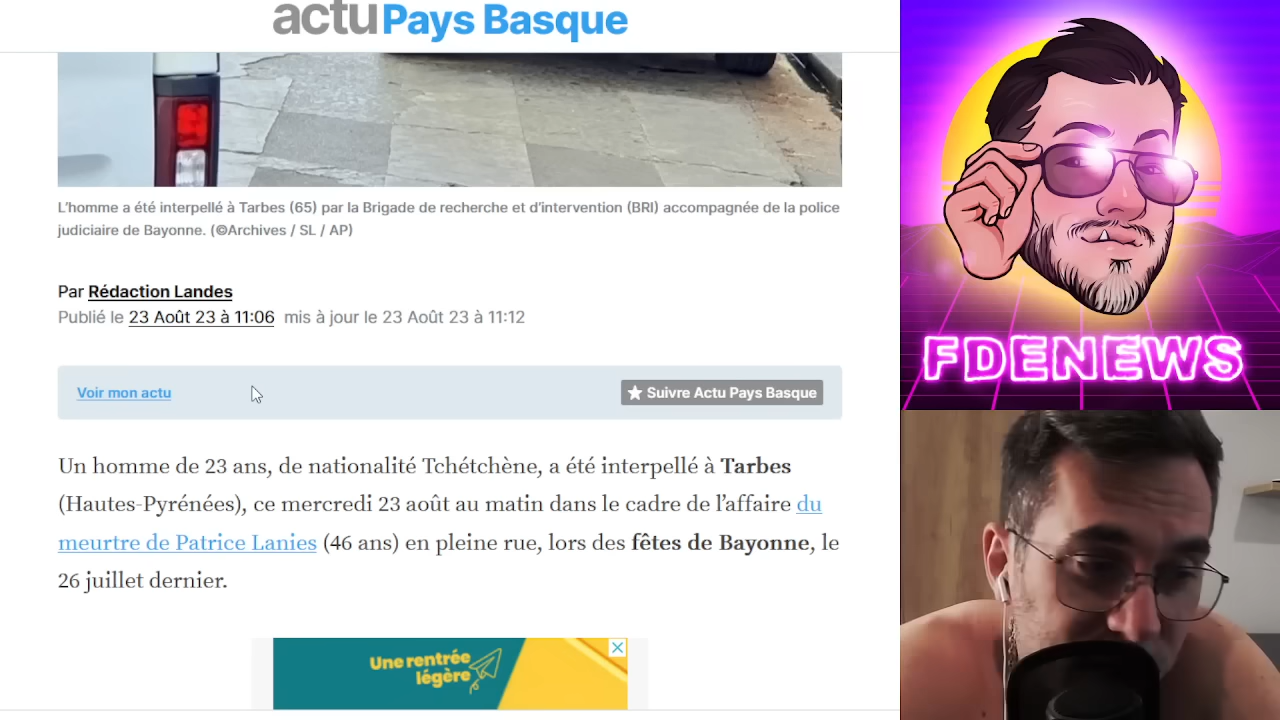 actu Pays Basque
L'homme a été interpellé à Tarbes (65) par la Brigade de recherche et d'intervention (BRI) accompagnée de la police
judiciaire de Bayonne. (©Archives / SL / AP)
Par Rédaction Landes
Publié le 23 Août 23 à 11:06 mis à jour le 23 Août 23 à 11:12
Voir mon actu
★ Suivre Actu Pays Basque
Un homme de 23 ans, de nationalité Tchétchène, a été interpellé à Tarbes
(Hautes-Pyrénées), ce mercredi 23 août au matin dans le cadre de l'affaire du
meurtre de Patrice Lanies (46 ans) en pleine rue, lors des fêtes de Bayonne, le
26 juillet dernier.
Une rentrée
légère
FDENEWS